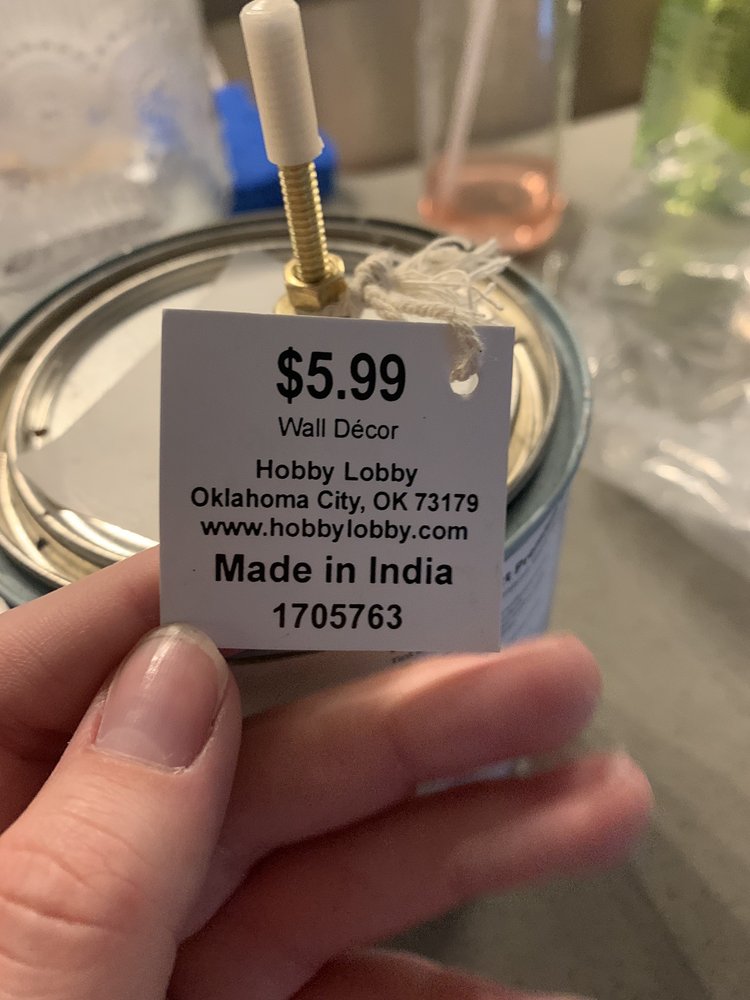 $5.99
Wall Décor
Hobby Lobby
Oklahoma City, OK 73179
www.hobbylobby.com
Made in India
1705763